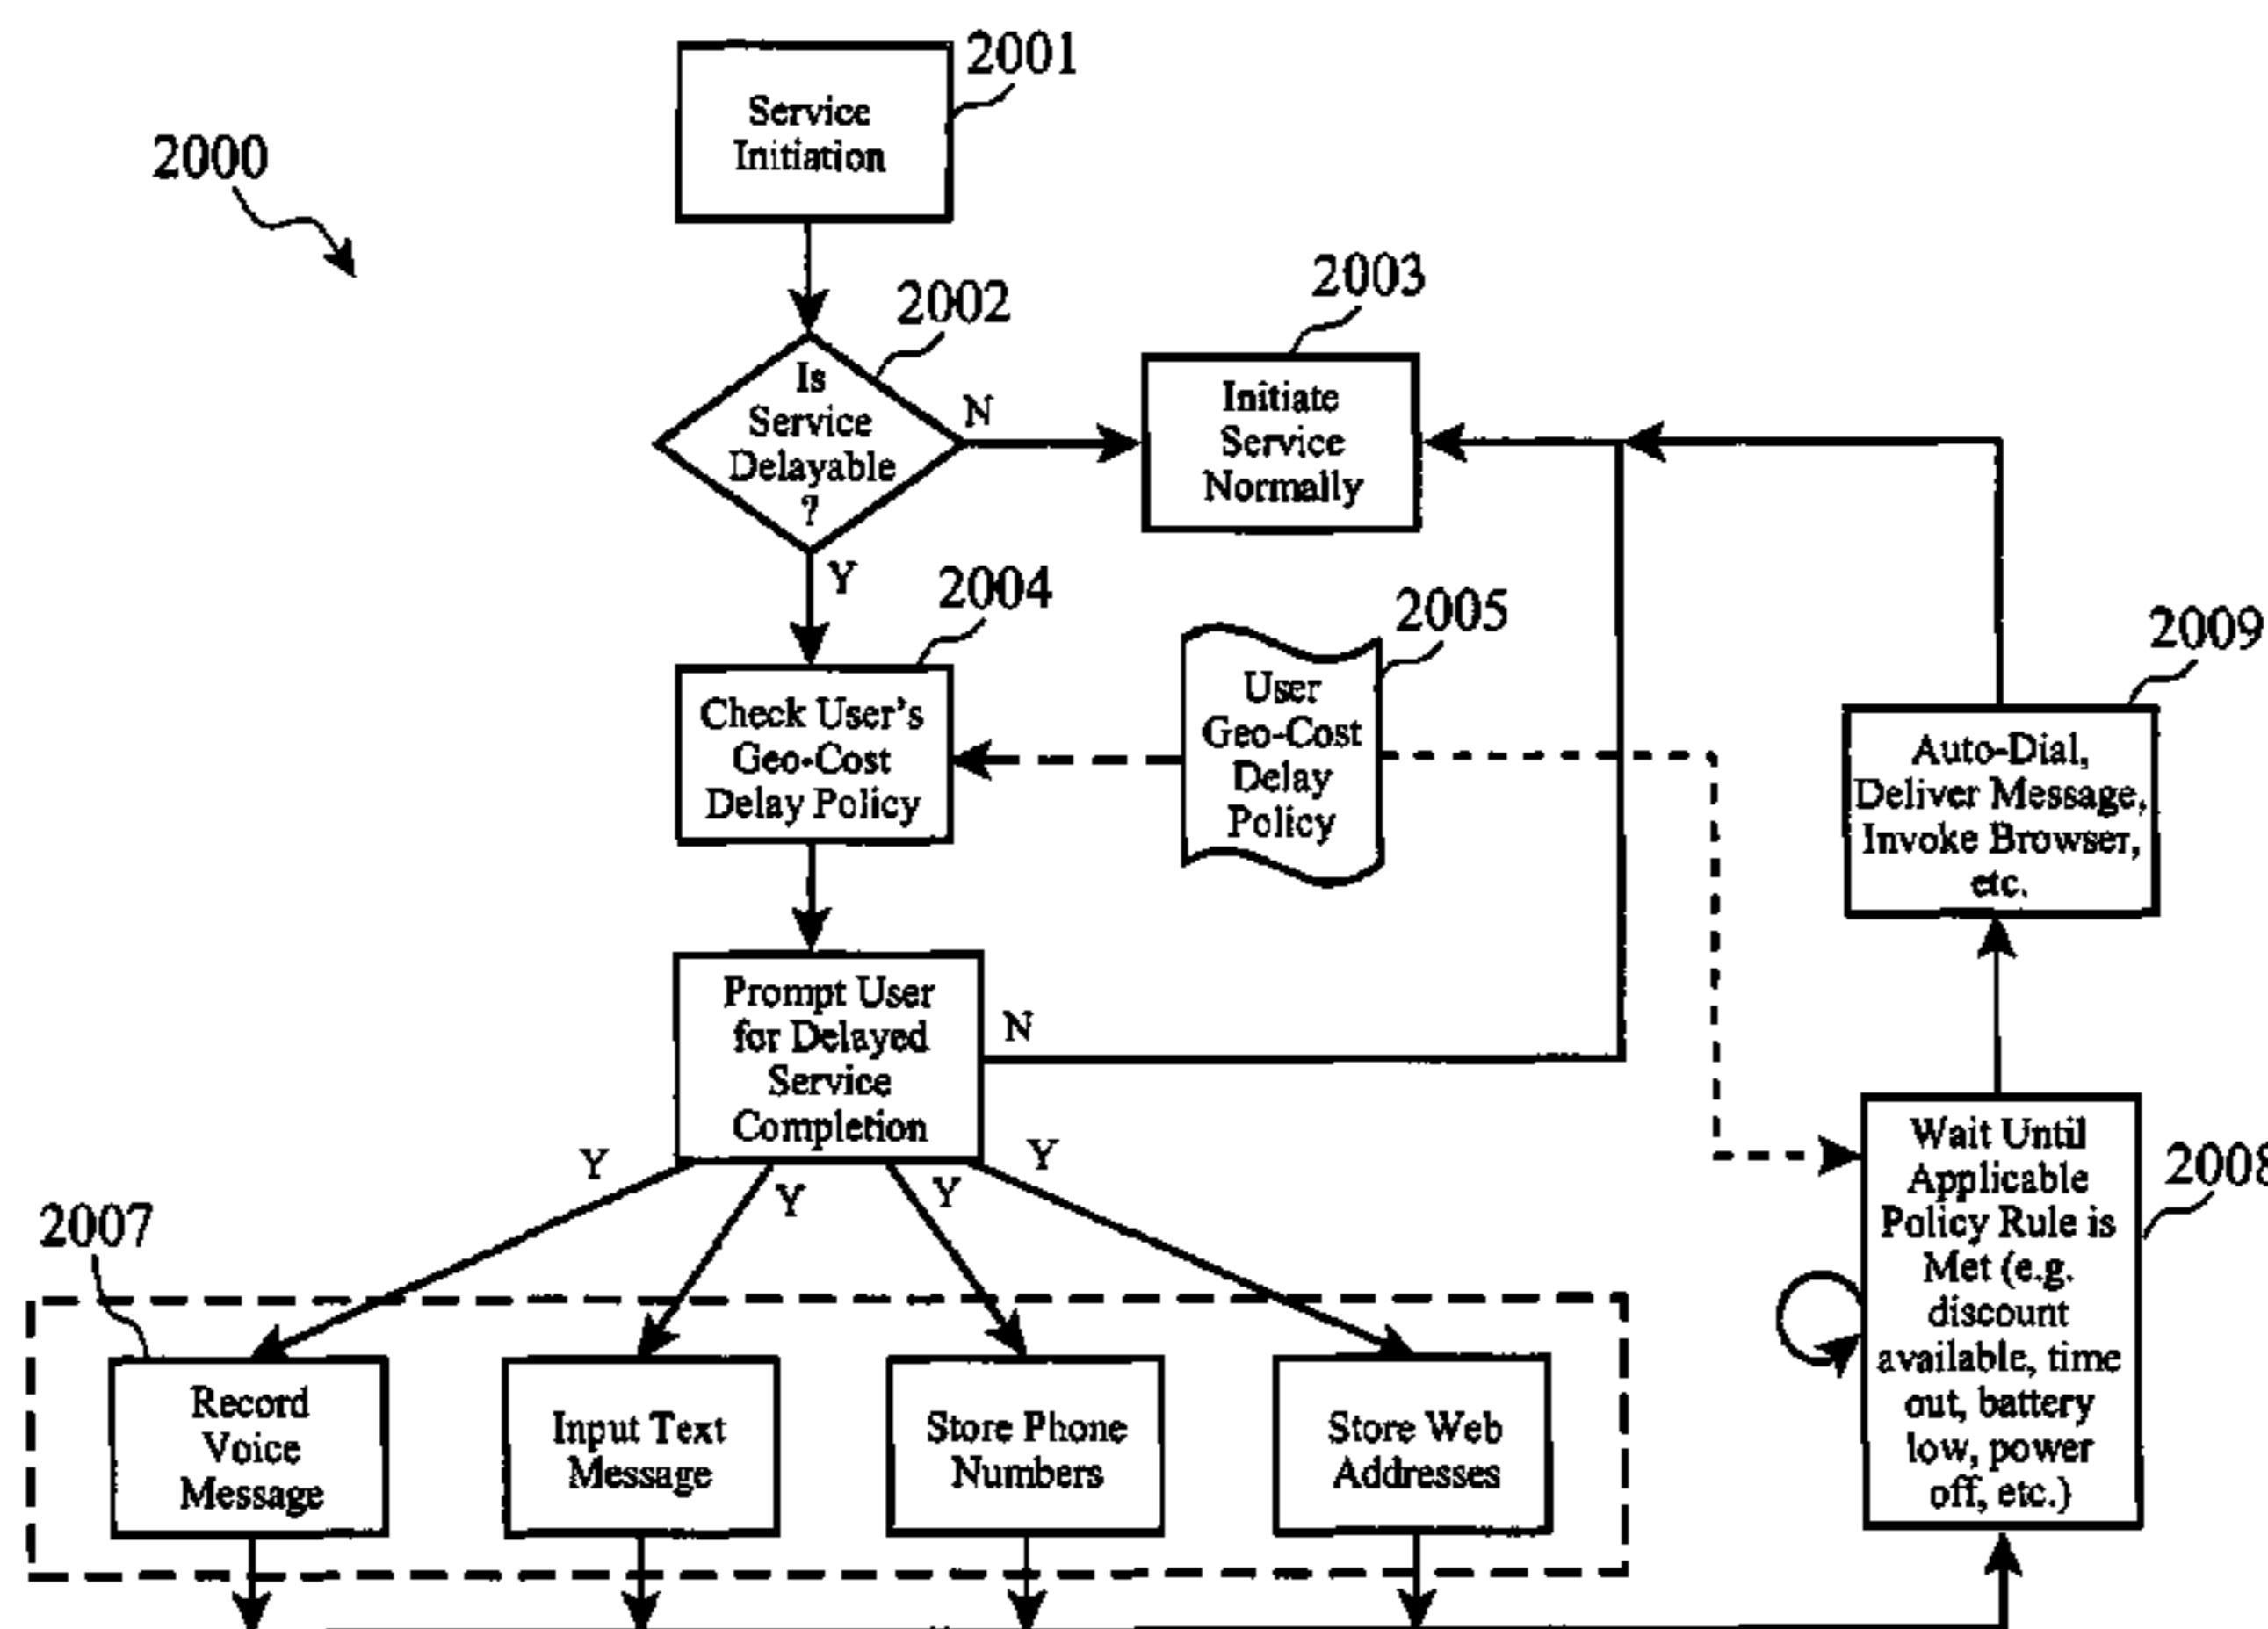 2001
Service
Initiation
2000
2002
Is
Service
Delayable
?
N
Y
2003
Initiate
Service
Normally
2004
Check User's
Geo-Cost
Delay Policy
2005
User
Geo-Cost
Delay
Policy
2009
Auto-Dial,
Deliver Message,
Invoke Browser,
etc.
Prompt User
for Delayed
Service
Completion
N
Y
Y
Y
Y
2008
Wait Until
Applicable
Policy Rule is
Met (e.g.
discount
available, time
out, battery
low, power
off, etc.)
2007
Record
Voice
Message
Input Text
Message
Store Phone
Numbers
Store Web
Addresses